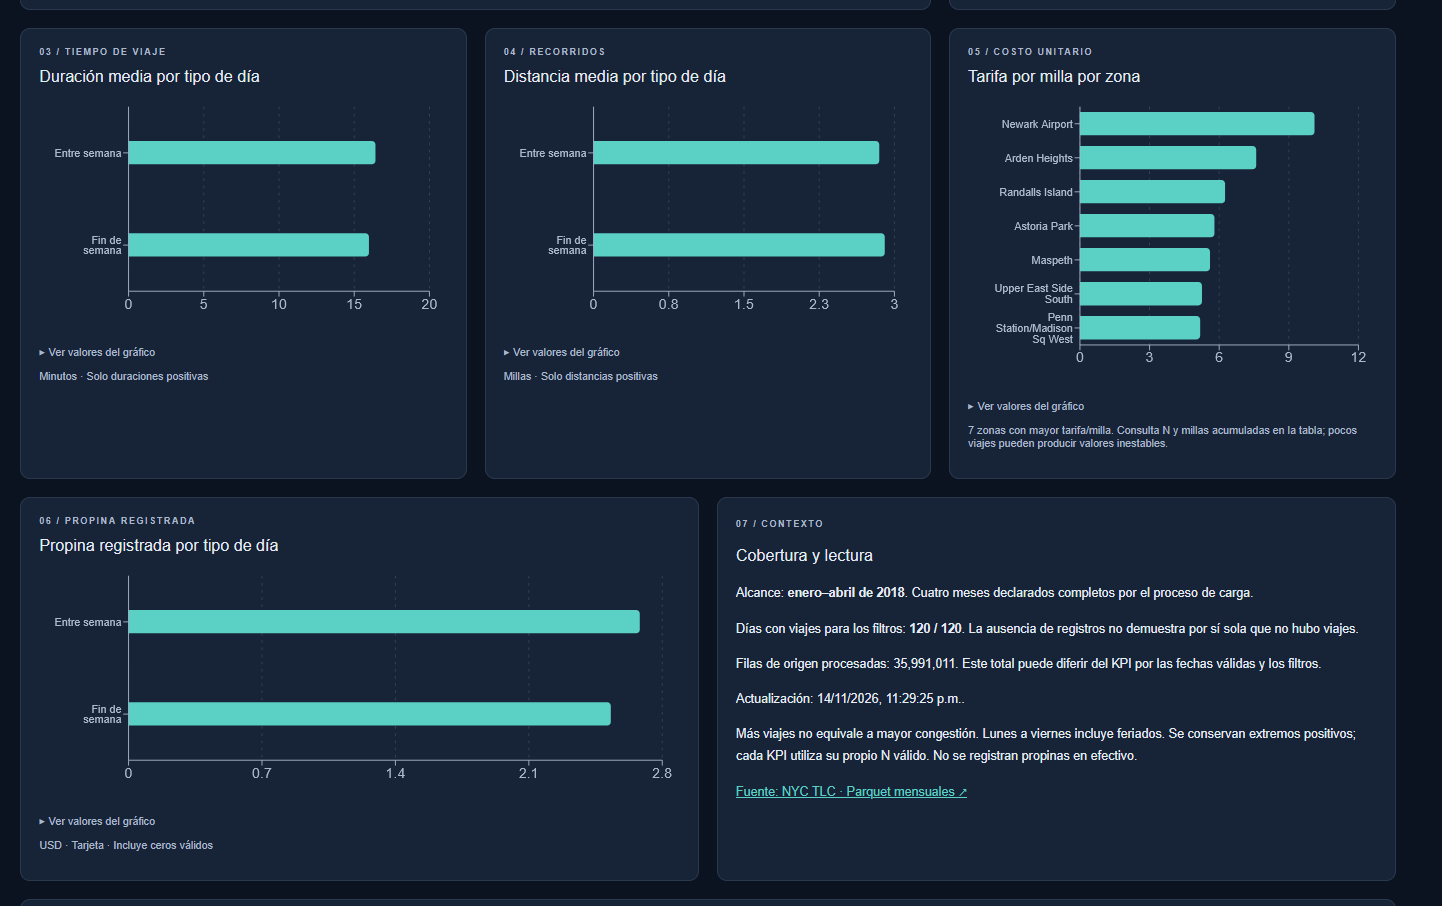 03 / TIEMPO DE VIAJE
Duración media por tipo de día
Entre semana
Fin de
semana
0 5 10 15 20
▸ Ver valores del gráfico
Minutos · Solo duraciones positivas
04 / RECORRIDOS
Distancia media por tipo de día
Entre semana
Fin de
semana
0 0.8 1.5 2.3 3
▸ Ver valores del gráfico
Millas · Solo distancias positivas
05 / COSTO UNITARIO
Tarifa por milla por zona
Newark Airport
Arden Heights
Randalls Island
Astoria Park
Maspeth
Upper East Side
South
Penn
Station/Madison
Sq West
0 3 6 9 12
▸ Ver valores del gráfico
7 zonas con mayor tarifa/milla. Consulta N y millas acumuladas en la tabla; pocos
viajes pueden producir valores inestables.
06 / PROPINA REGISTRADA
Propina registrada por tipo de día
Entre semana
Fin de
semana
0 0.7 1.4 2.1 2.8
▸ Ver valores del gráfico
USD · Tarjeta · Incluye ceros válidos
07 / CONTEXTO
Cobertura y lectura
Alcance: enero–abril de 2018. Cuatro meses declarados completos por el proceso de carga.
Días con viajes para los filtros: 120 / 120. La ausencia de registros no demuestra por sí sola que no hubo viajes.
Filas de origen procesadas: 35,991,011. Este total puede diferir del KPI por las fechas válidas y los filtros.
Actualización: 14/11/2026, 11:29:25 p.m..
Más viajes no equivale a mayor congestión. Lunes a viernes incluye feriados. Se conservan extremos positivos;
cada KPI utiliza su propio N válido. No se registran propinas en efectivo.
Fuente: NYC TLC · Parquet mensuales ↗